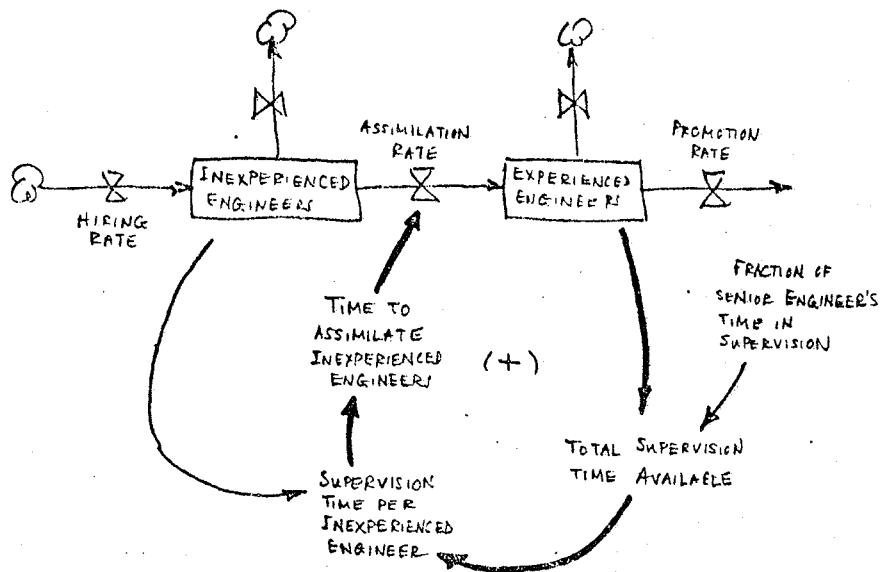 ASSIMILATION
RATE
PROMOTION
RATE
INEXPERIENCED
ENGINEERS
EXPERIENCED
ENGINEERS
HIRING
RATE
FRACTION OF
SENIOR ENGINEER'S
TIME IN
SUPERVISION
TIME TO
ASSIMILATE
INEXPERIENCED
ENGINEERS
(+)
TOTAL SUPERVISION
TIME AVAILABLE
SUPERVISION
TIME PER
INEXPERIENCED
ENGINEER